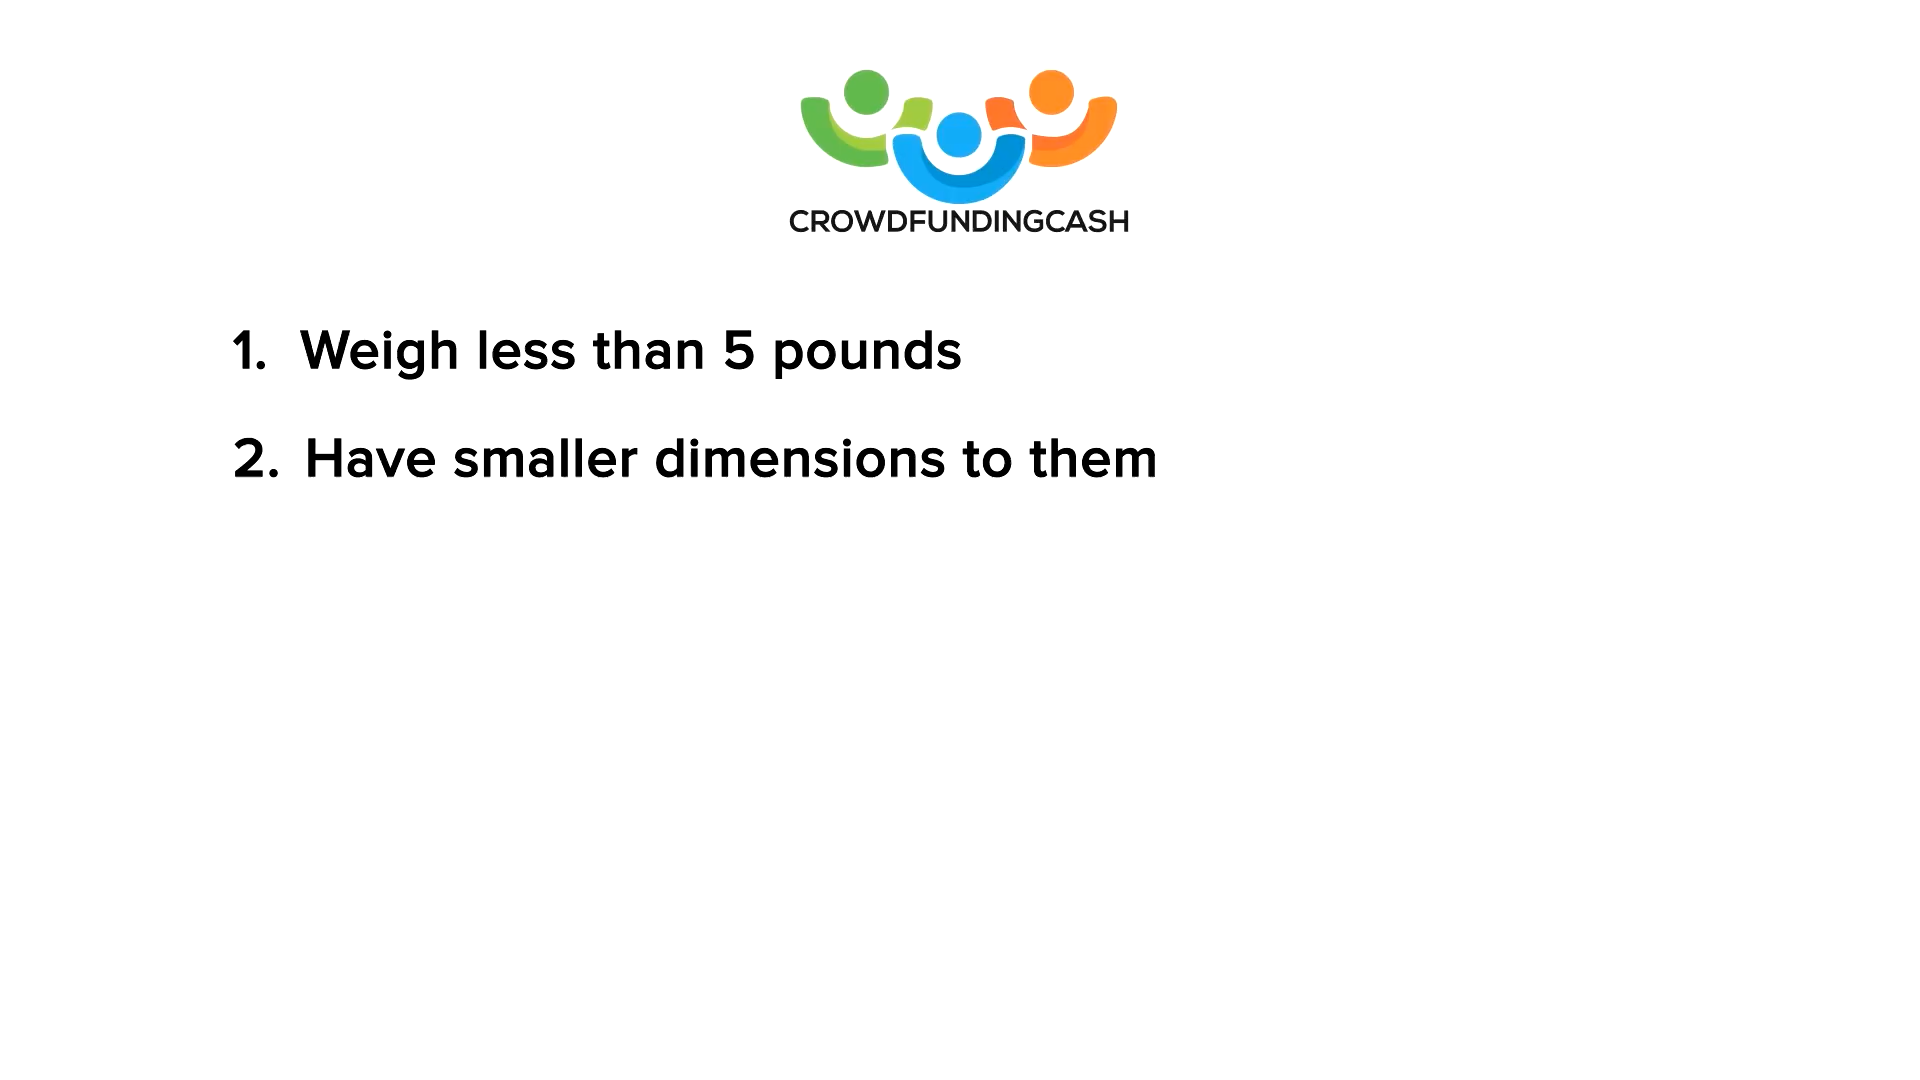 CROWDFUNDINGCASH
1. Weigh less than 5 pounds
2. Have smaller dimensions to them